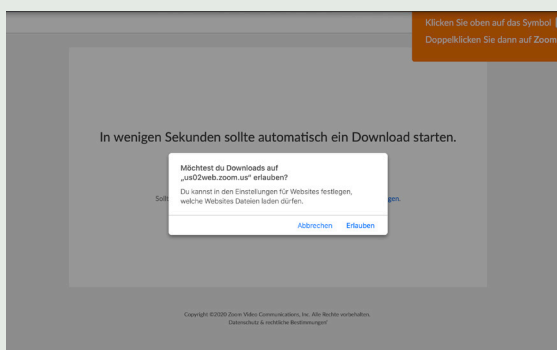 Klicken Sie oben auf das Symbol
Doppelklicken Sie dann auf Zoom
In wenigen Sekunden sollte automatisch ein Download starten.
Möchtest du Downloads auf
„us02web.zoom.us“ erlauben?
Du kannst in den Einstellungen für Websites festlegen,
welche Websites Dateien laden dürfen.
Abbrechen Erlauben
Copyright ©2020 Zoom Video Communications, Inc. Alle Rechte vorbehalten.
Datenschutz & rechtliche Bestimmungen